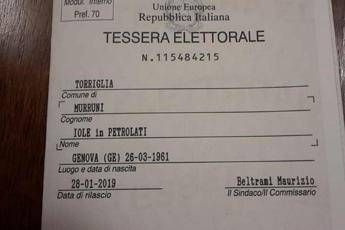 Modul. Interno
Pref. 70
Unione Europea
Repubblica Italiana
TESSERA ELETTORALE
N.115484215
TORRIGLIA
Comune di
MURRUNI
Cognome
IOLE in PETROLATI
Nome
GENOVA (GE) 26-03-1961
Luogo e data di nascita
28-01-2019
Beltrami Maurizio
Data di rilascio
Il Sindaco/Il Commissario